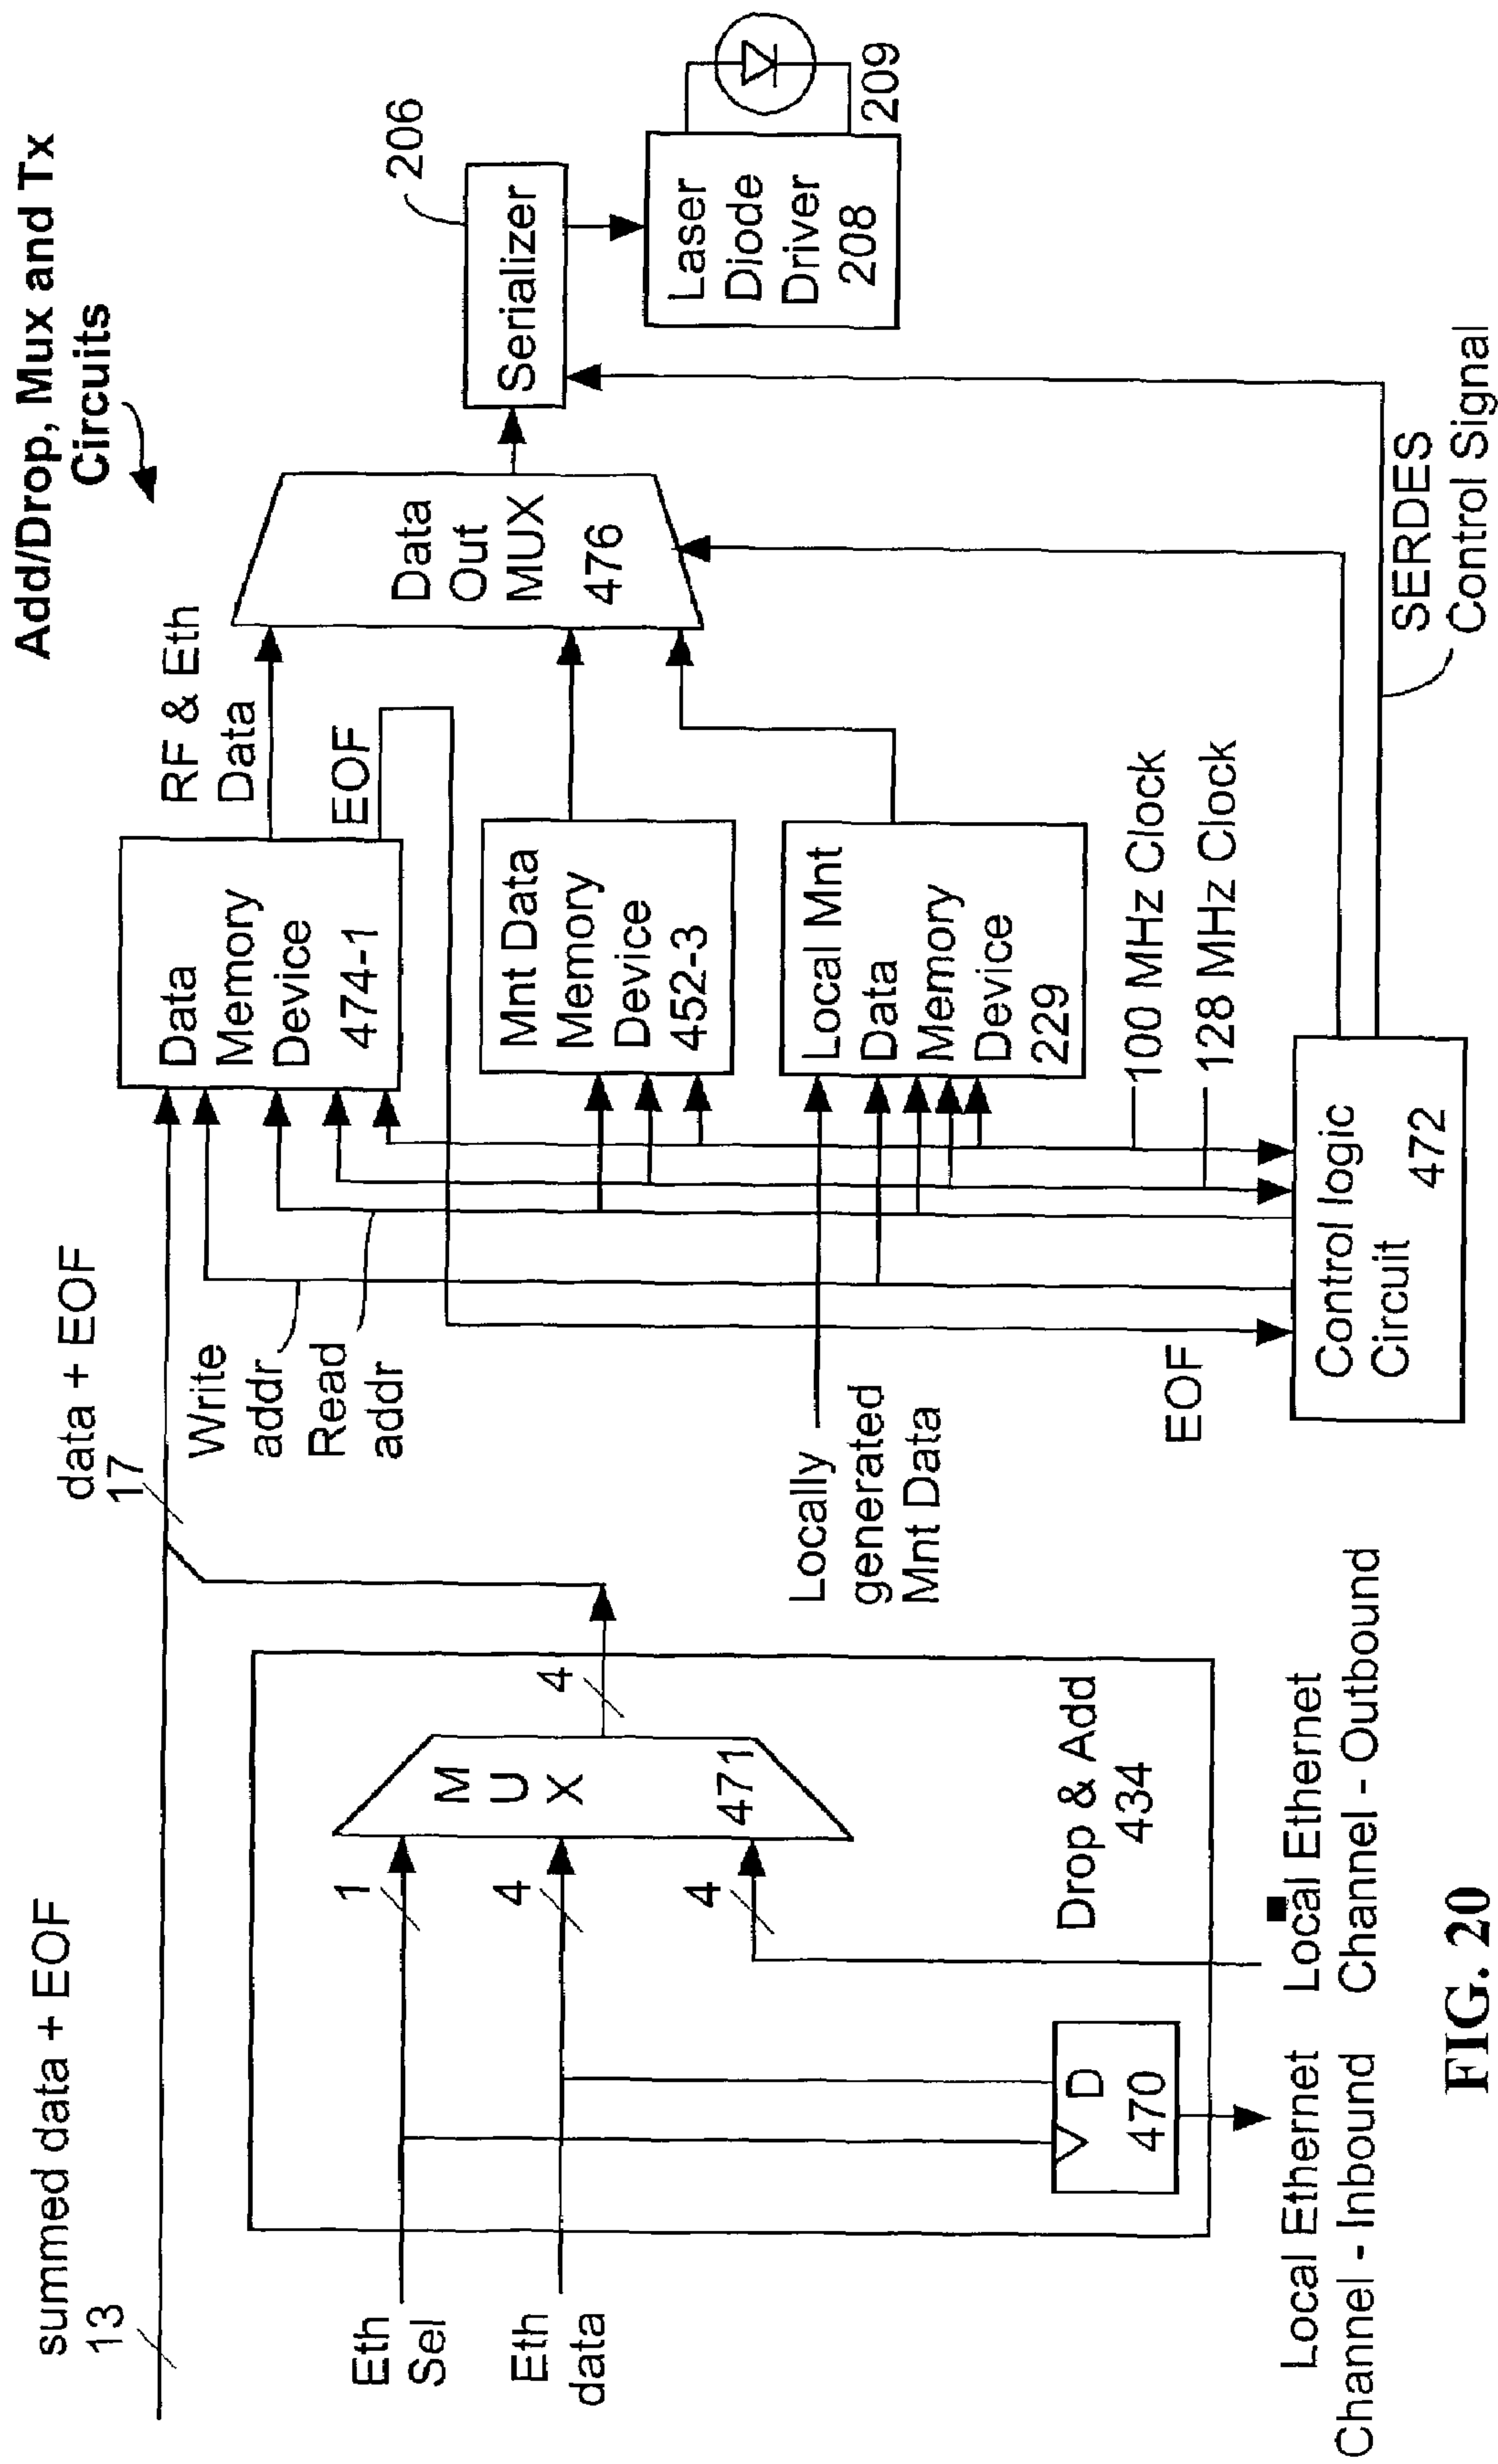 Add/Drop, Mux and Tx
Circuits
summed data + EOF
13
data + EOF
17
Eth
Sel
Eth
data
1
4
4
M
U
X
471
4
D
470
Drop & Add
434
Local Ethernet
Channel - Inbound
Local Ethernet
Channel - Outbound
Write
addr
Read
addr
Locally
generated
Mnt Data
EOF
Data
Memory
Device
474-1
RF & Eth
Data
EOF
Mnt Data
Memory
Device
452-3
Local Mnt
Data
Memory
Device
229
100 MHz Clock
128 MHz Clock
Control logic
Circuit
472
Data
Out
MUX
476
Serializer
206
Laser
Diode
Driver
208
209
SERDES
Control Signal
FIG. 20